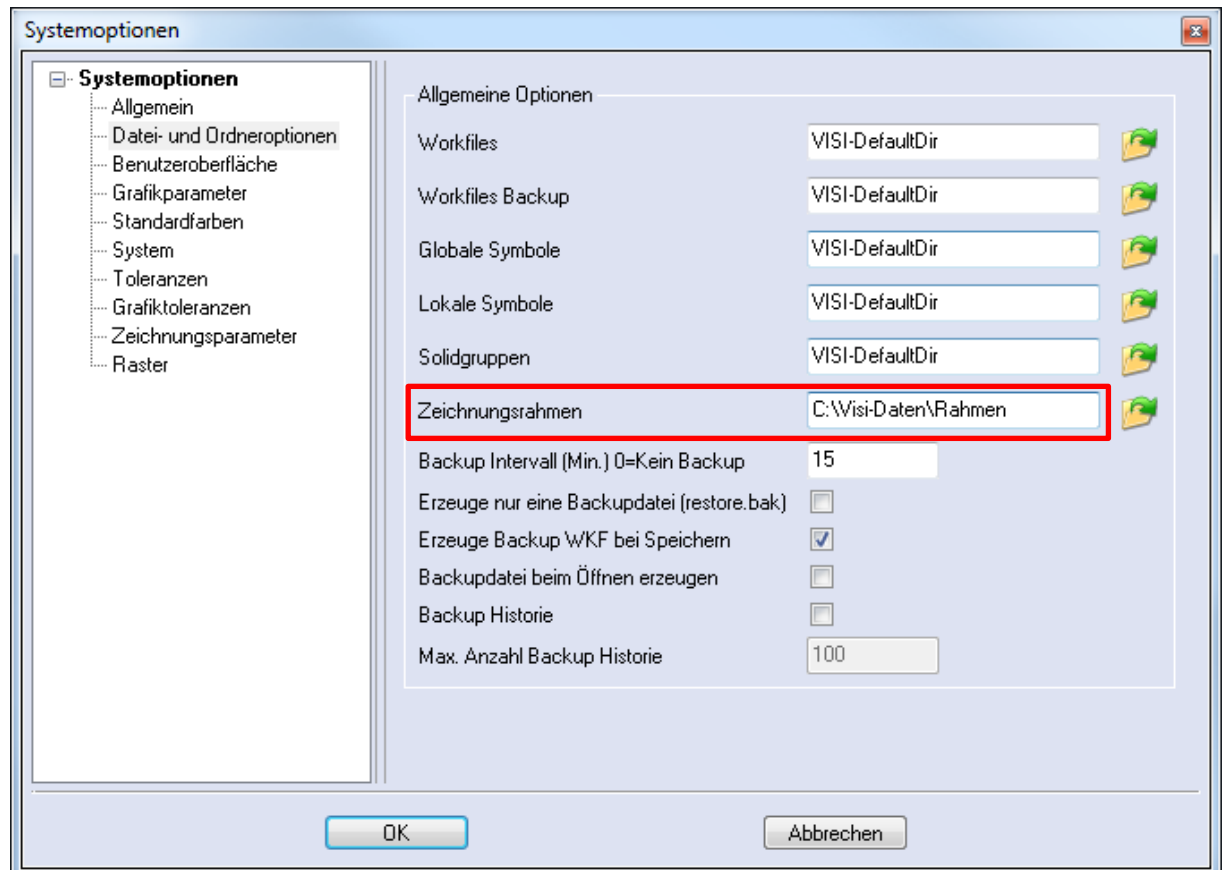 Systemoptionen
Systemoptionen
Allgemein
Datei- und Ordneroptionen
Benutzeroberfläche
Grafikparameter
Standardfarben
System
Toleranzen
Grafiktoleranzen
Zeichnungsparameter
Raster
Allgemeine Optionen
Workfiles VISI-DefaultDir
Workfiles Backup VISI-DefaultDir
Globale Symbole VISI-DefaultDir
Lokale Symbole VISI-DefaultDir
Solidgruppen VISI-DefaultDir
Zeichnungsrahmen C:\Visi-Daten\Rahmen
Backup Intervall (Min.) 0=Kein Backup 15
Erzeuge nur eine Backupdatei (restore.bak)
Erzeuge Backup WKF bei Speichern
Backupdatei beim Öffnen erzeugen
Backup Historie
Max. Anzahl Backup Historie 100
OK Abbrechen